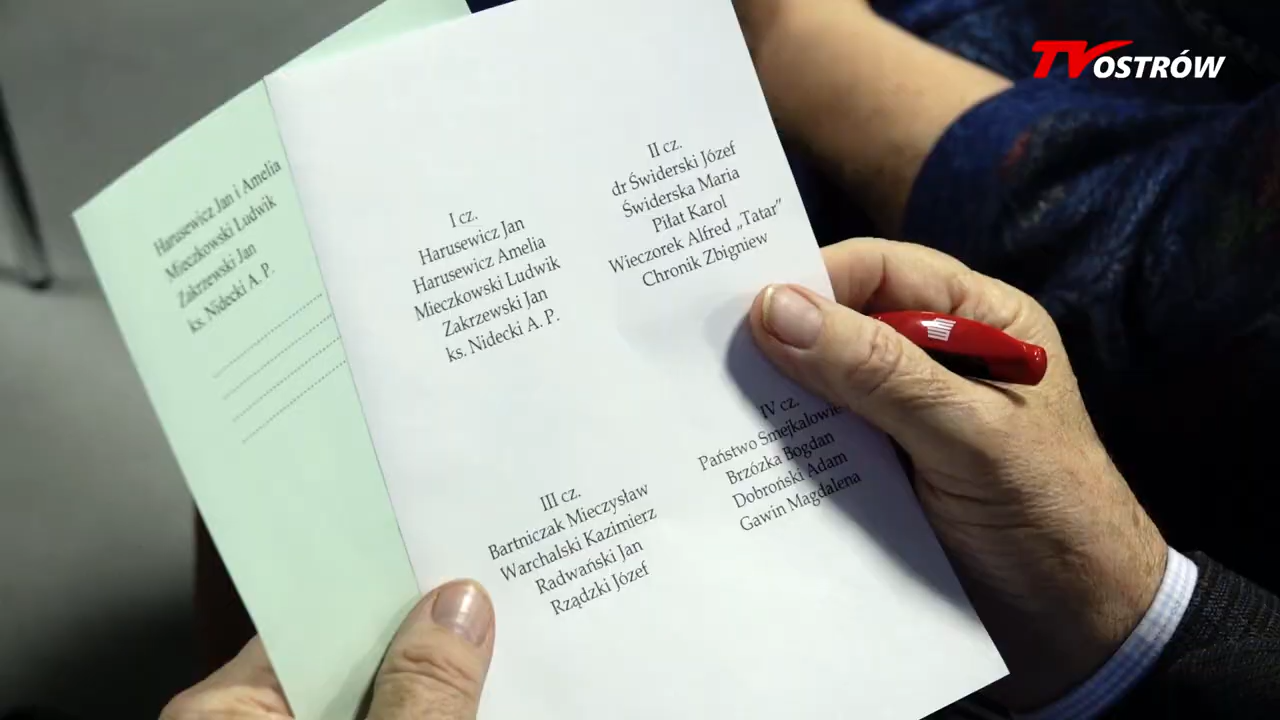 TV OSTRÓW
Harusewicz Jan i Amelia
Mieczkowski Ludwik
Zakrzewski Jan
ks. Nidecki A. P.
I cz.
Harusewicz Jan
Harusewicz Amelia
Mieczkowski Ludwik
Zakrzewski Jan
ks. Nidecki A. P.
II cz.
dr Świderski Józef
Świderska Maria
Piłat Karol
Wieczorek Alfred „Tatar”
Chronik Zbigniew
III cz.
Bartniczak Mieczysław
Warchalski Kazimierz
Radwański Jan
Rządzki Józef
IV cz.
Państwo
Brzózka Bogdan
Dobroński Adam
Gawin Magdalena